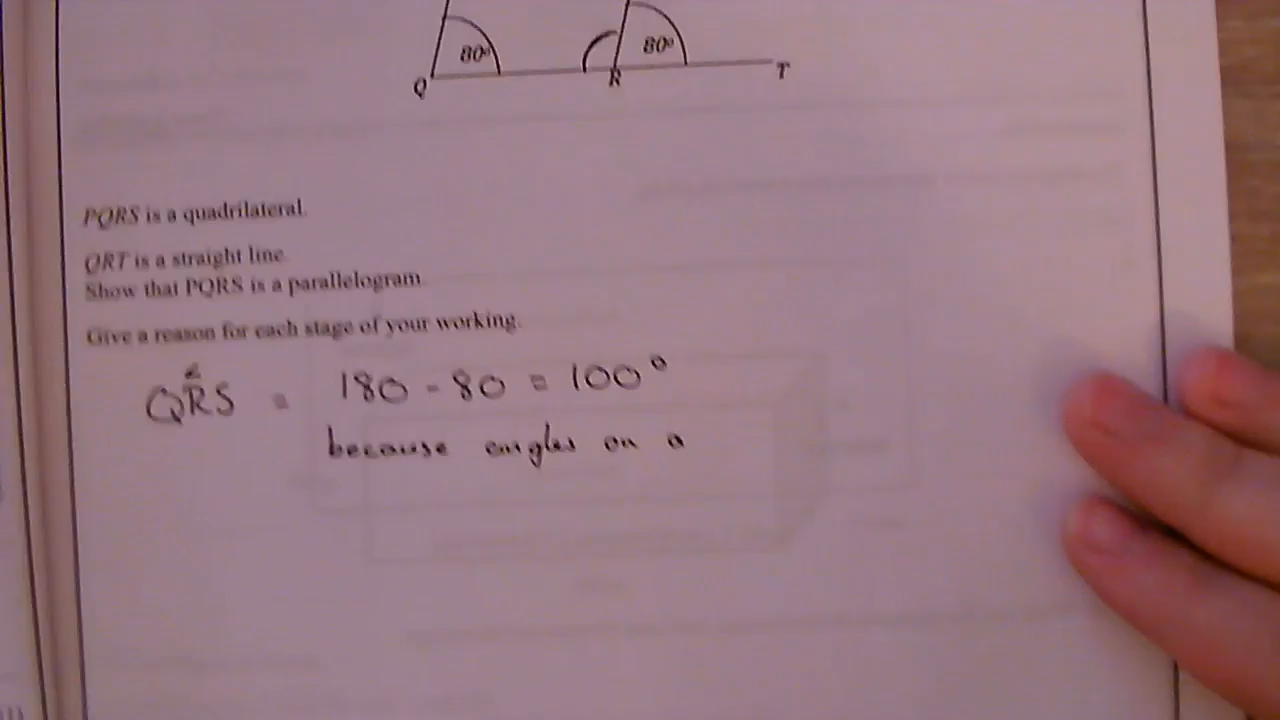 80° 80°
Q R T
PQRS is a quadrilateral.
QRT is a straight line.
Show that PQRS is a parallelogram.
Give a reason for each stage of your working.
QRS = 180 - 80 = 100°
because angles on a